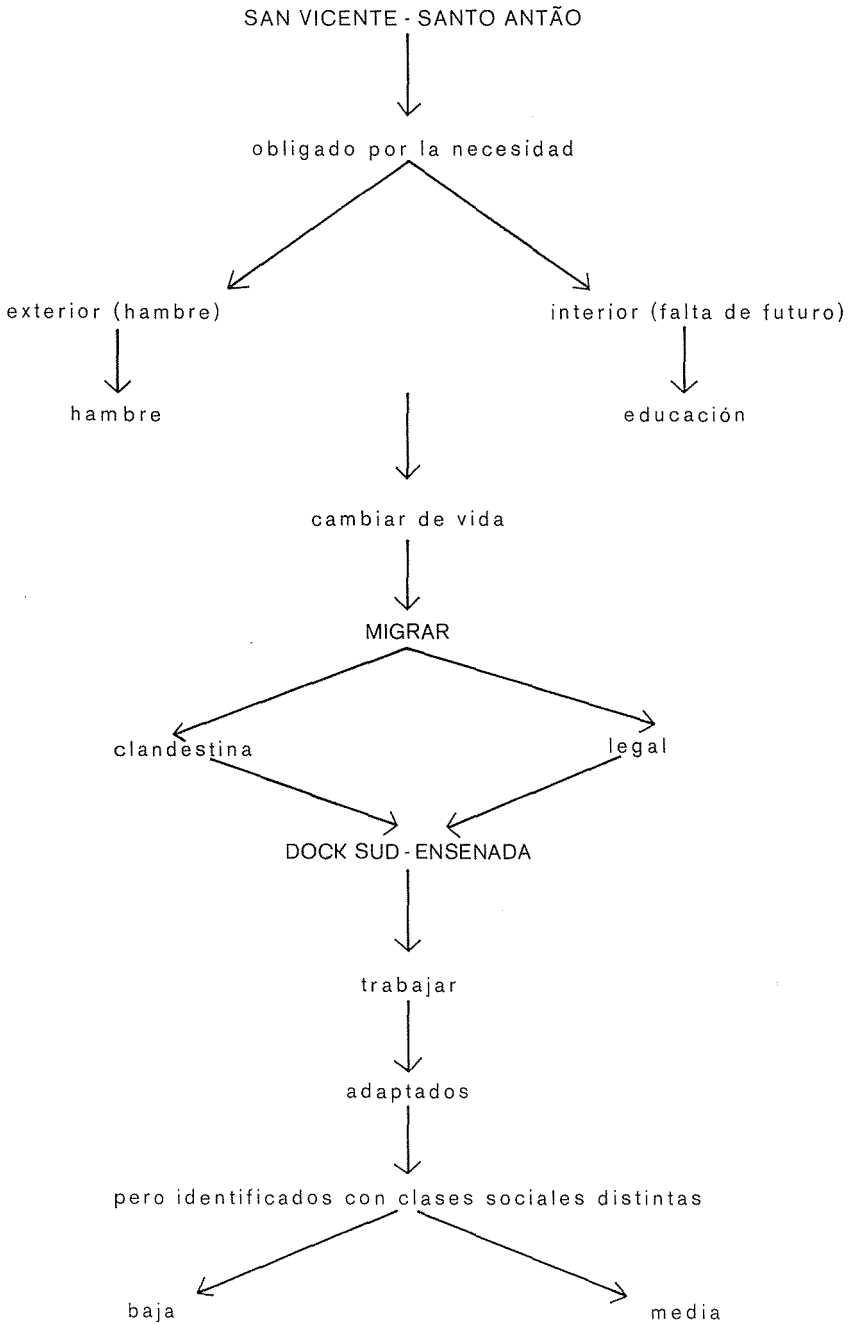 SAN VICENTE - SANTO ANTÃO
obligado por la necesidad
exterior (hambre) interior (falta de futuro)
hambre educación
cambiar de vida
MIGRAR
clandestina legal
DOCK SUD - ENSENADA
trabajar
adaptados
pero identificados con clases sociales distintas
baja media